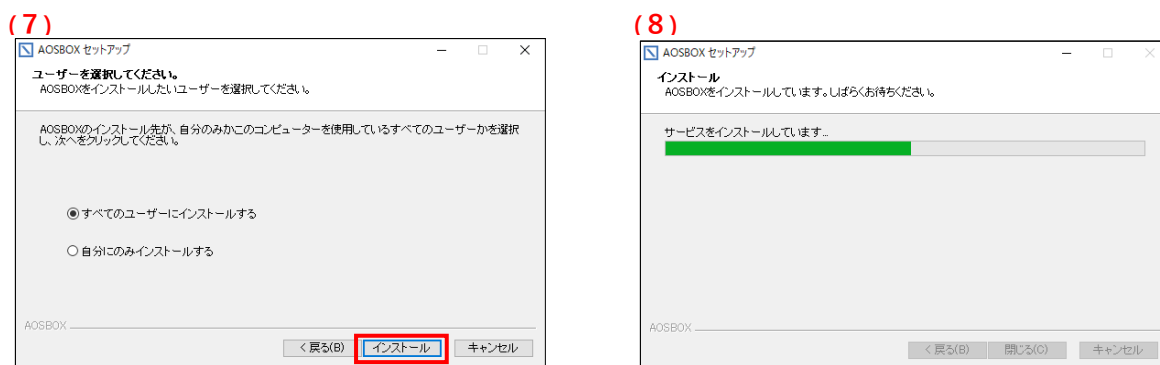 (7)
AOSBOX セットアップ
ユーザーを選択してください。
AOSBOXをインストールしたいユーザーを選択してください。
AOSBOXのインストール先が、自分のみかこのコンピューターを使用しているすべてのユーザーかを選択
し、次へをクリックしてください。
すべてのユーザーにインストールする
自分にのみインストールする
AOSBOX
< 戻る(B) インストール キャンセル
(8)
AOSBOX セットアップ
インストール
AOSBOXをインストールしています。しばらくお待ちください。
サービスをインストールしています...
AOSBOX
< 戻る(B) 閉じる(C) キャンセル